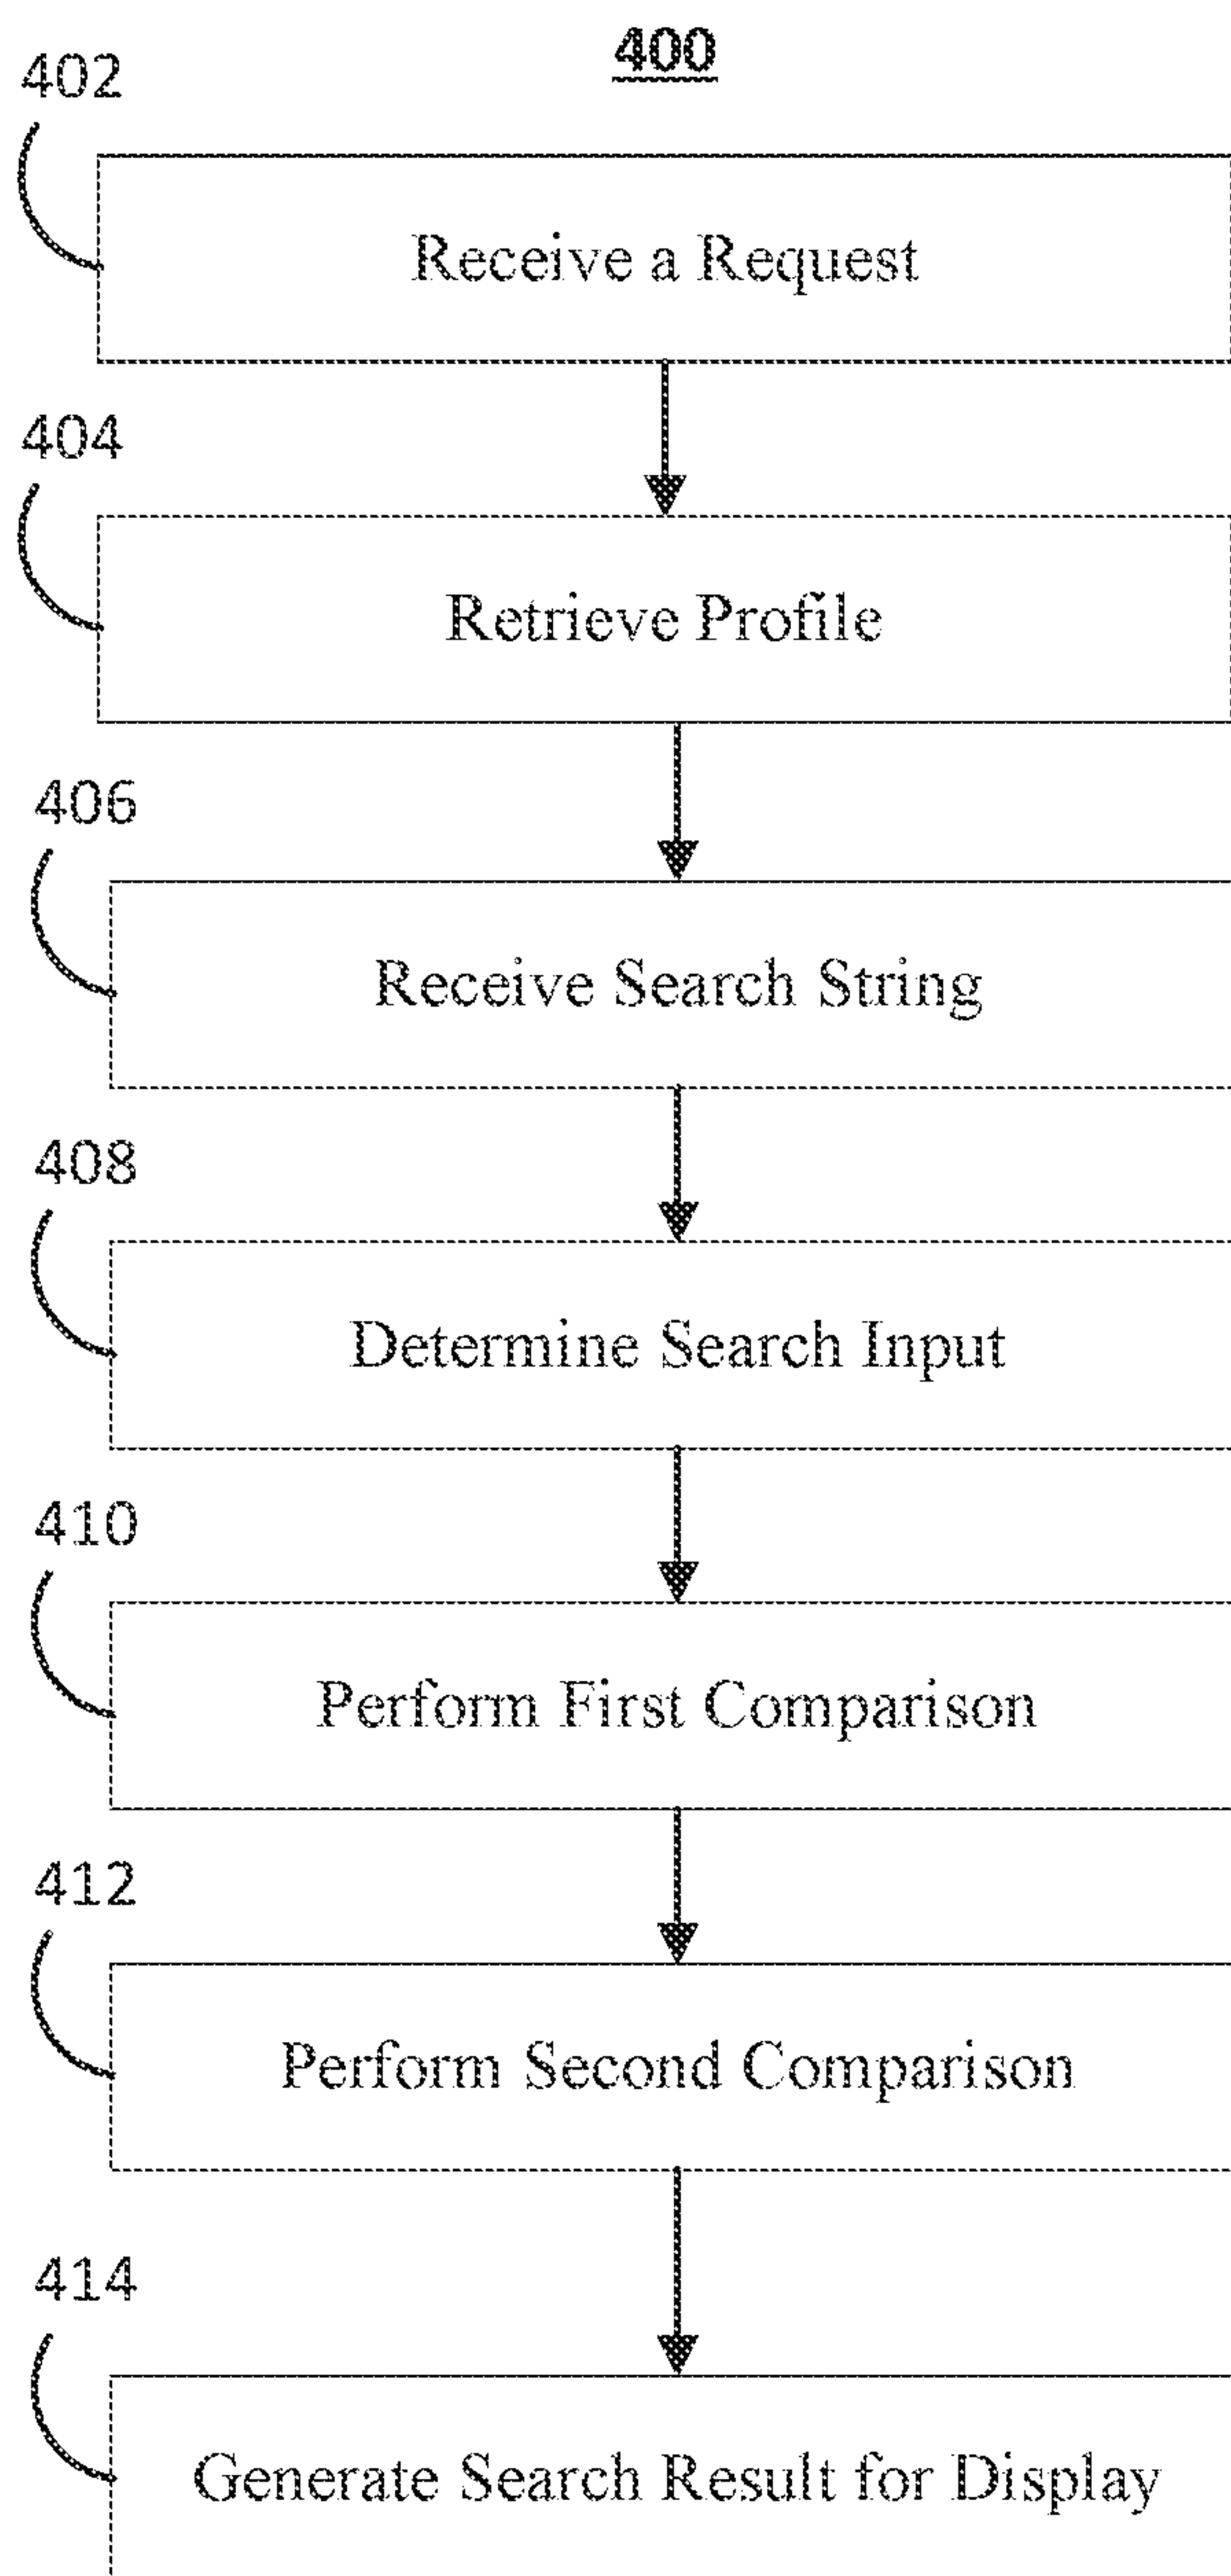 400
402
Receive a Request
404
Retrieve Profile
406
Receive Search String
408
Determine Search Input
410
Perform First Comparison
412
Perform Second Comparison
414
Generate Search Result for Display